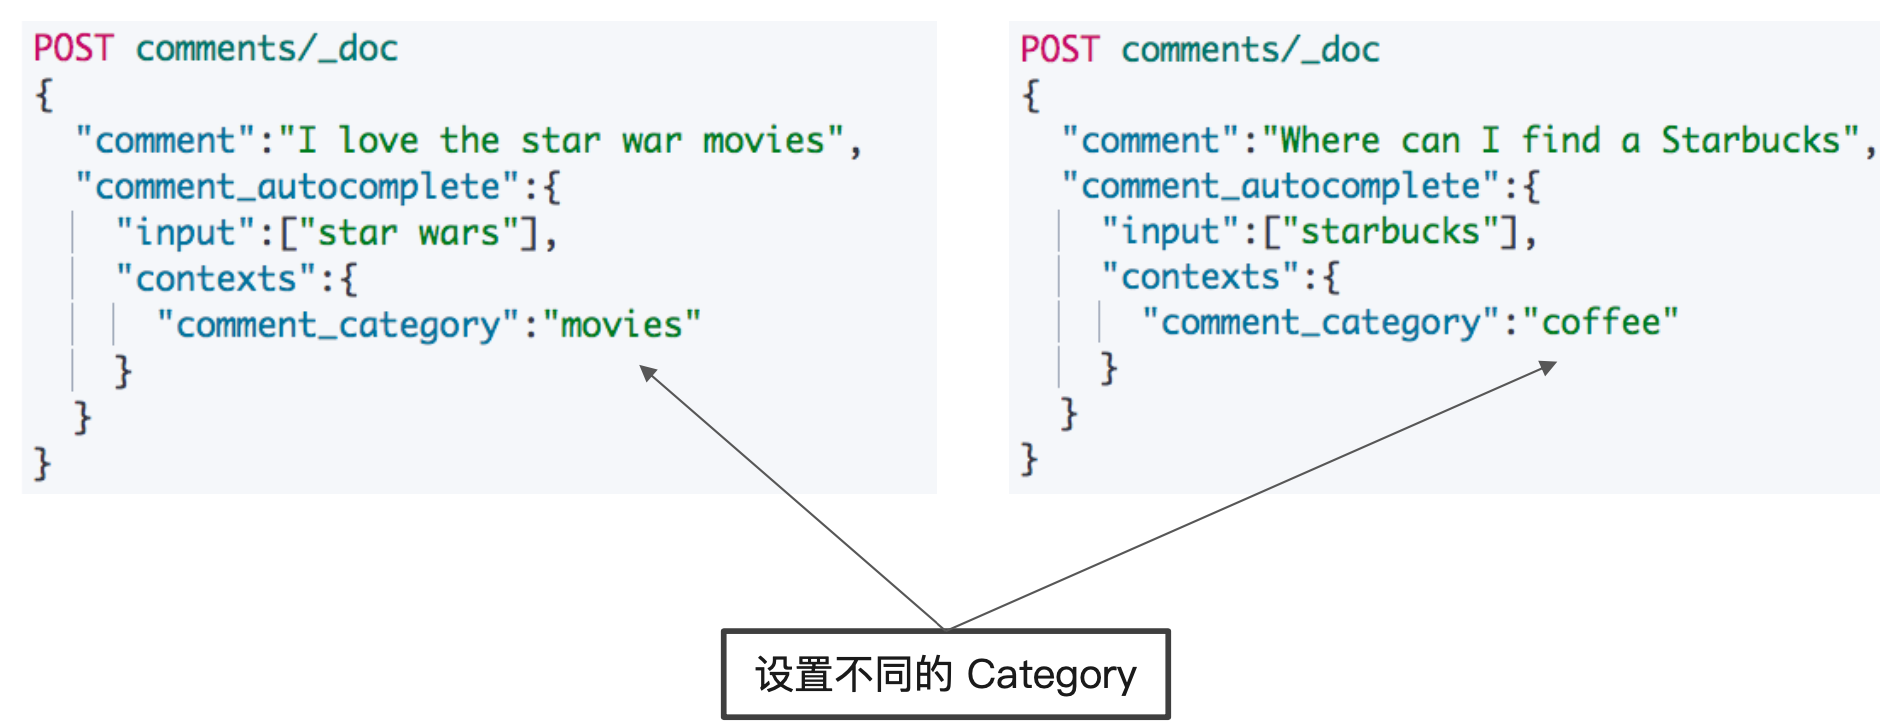 POST comments/_doc
{
"comment":"I love the star war movies",
"comment_autocomplete":{
"input":["star wars"],
"contexts":{
"comment_category":"movies"
}
}
}
POST comments/_doc
{
"comment":"Where can I find a Starbucks",
"comment_autocomplete":{
"input":["starbucks"],
"contexts":{
"comment_category":"coffee"
}
}
}
设置不同的 Category